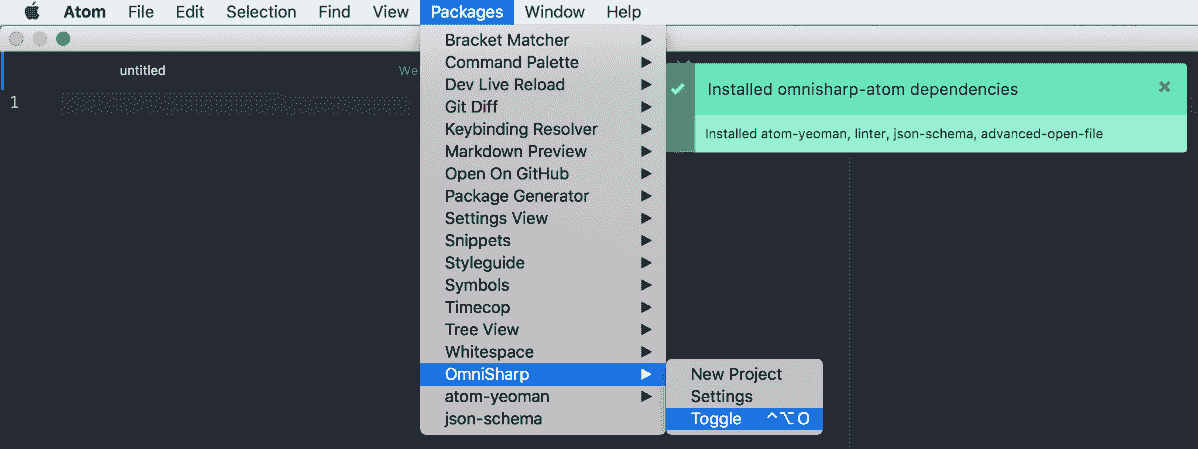 Atom File Edit Selection Find View Packages Window Help
untitled
We
1
Bracket Matcher
Command Palette
Dev Live Reload
Git Diff
Keybinding Resolver
Markdown Preview
Open On GitHub
Package Generator
Settings View
Snippets
Styleguide
Symbols
Timecop
Tree View
Whitespace
OmniSharp
atom-yeoman
json-schema
New Project
Settings
Toggle ^⌥O
Installed omnisharp-atom dependencies
Installed atom-yeoman, linter, json-schema, advanced-open-file